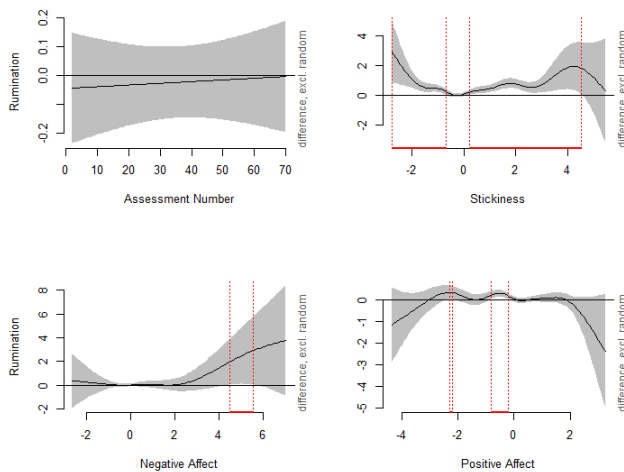 0.2
0.1
0.0
-0.2
Rumination
difference, excl. random
0 10 20 30 40 50 60 70
Assessment Number
4
2
0
-2
difference, excl. random
-2 0 2 4
Stickiness
8
6
4
2
0
2
Rumination
difference, excl. random
-2 0 2 4 6
Negative Affect
0
-1
-2
-3
-4
-5
difference, excl. random
-4 -2 0 2
Positive Affect